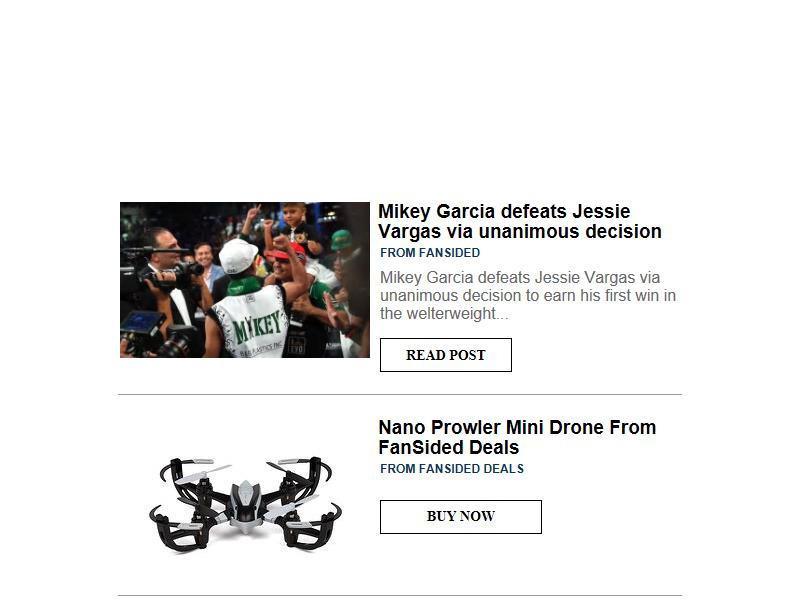 Mikey Garcia defeats Jessie
Vargas via unanimous decision
FROM FANSIDED
Mikey Garcia defeats Jessie Vargas via
unanimous decision to earn his first win in
the welterweight...
READ POST
MIKEY
Nano Prowler Mini Drone From
FanSided Deals
FROM FANSIDED DEALS
BUY NOW